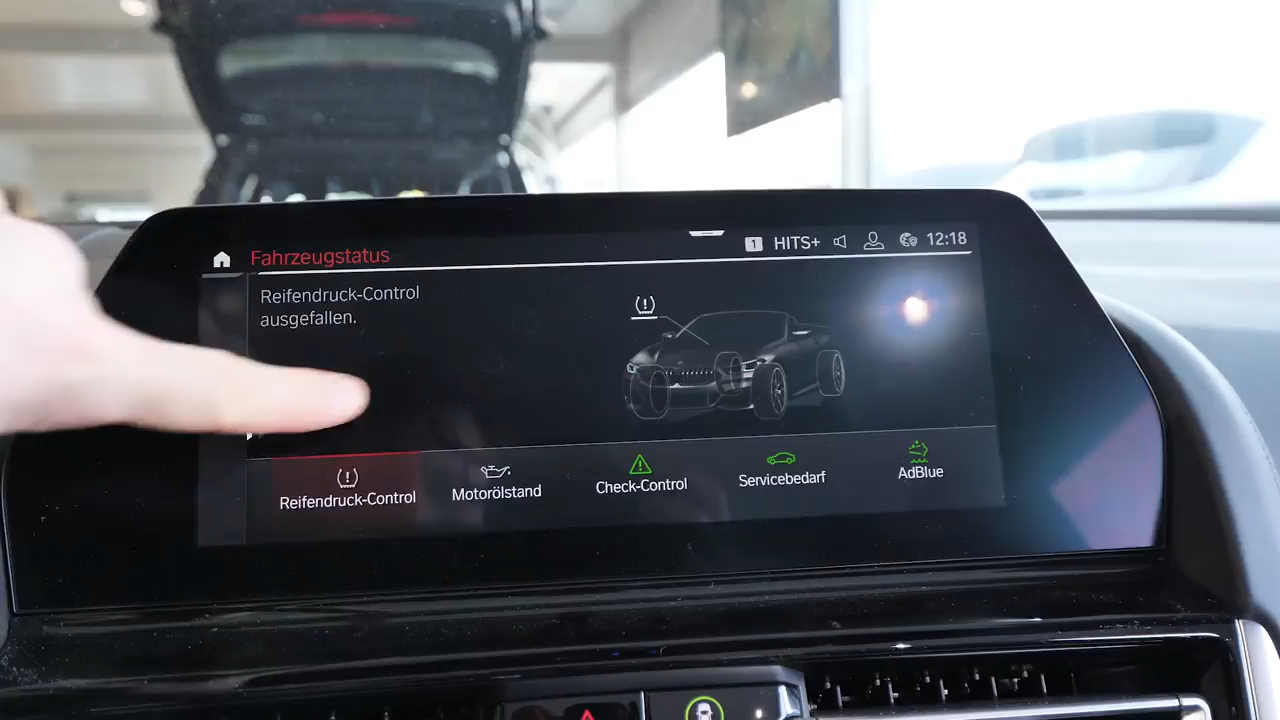 Fahrzeugstatus
1 HITS+ 12:18
Reifendruck-Control
ausgefallen.
Reifendruck-Control
Motorölstand
Check-Control
Servicebedarf
AdBlue